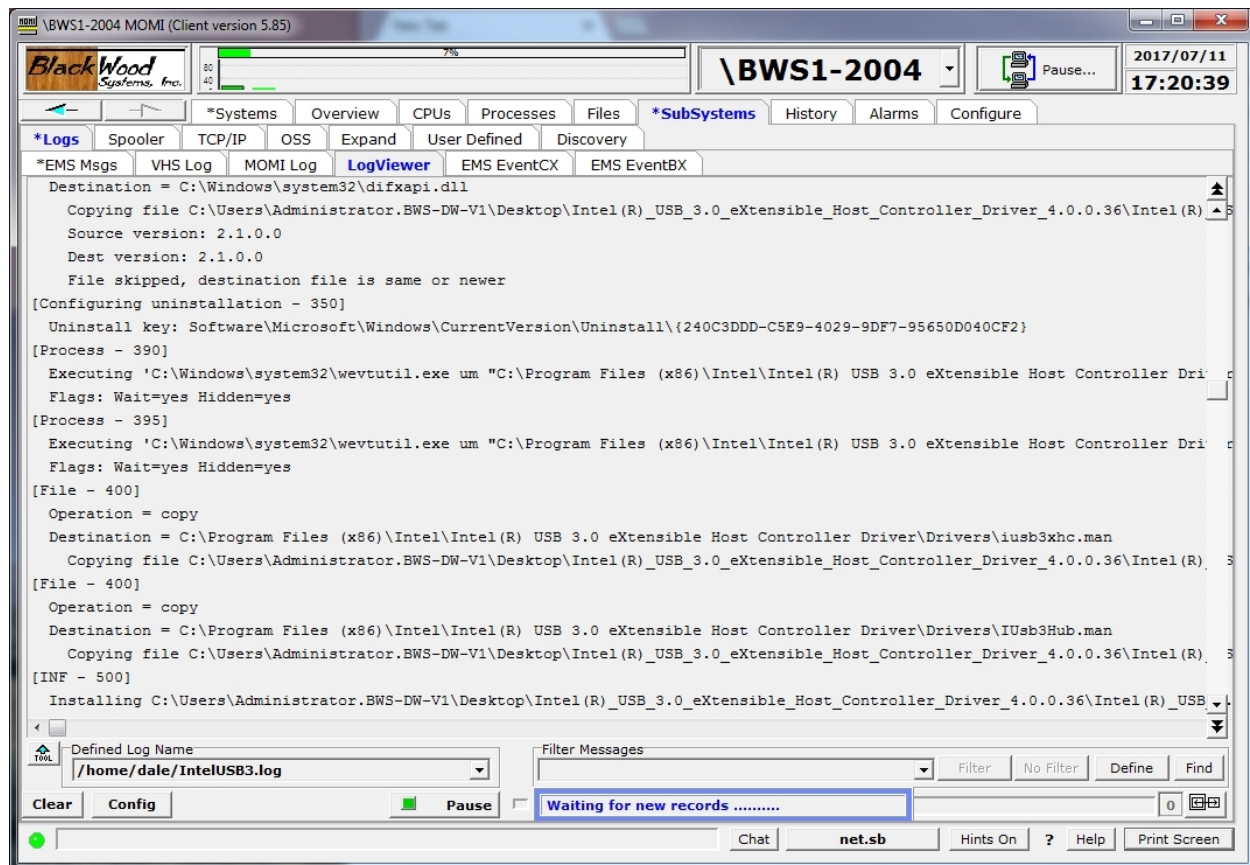 \BWS1-2004 MOMI (Client version 5.85)
BlackWood
Systems, Inc.
80
40
7%
\BWS1-2004
Pause...
2017/07/11
17:20:39
*Systems Overview CPUs Processes Files *SubSystems History Alarms Configure
*Logs Spooler TCP/IP OSS Expand User Defined Discovery
*EMS Msgs VHS Log MOMI Log LogViewer EMS EventCX EMS EventBX
Destination = C:\Windows\system32\difxapi.dll
Copying file C:\Users\Administrator.BWS-DW-V1\Desktop\Intel(R)_USB_3.0_eXtensible_Host_Controller_Driver_4.0.0.36\Intel(R)
Source version: 2.1.0.0
Dest version: 2.1.0.0
File skipped, destination file is same or newer
[Configuring uninstallation - 350]
Uninstall key: Software\Microsoft\Windows\CurrentVersion\Uninstall\{240C3DDD-C5E9-4029-9DF7-95650D040CF2}
[Process - 390]
Executing 'C:\Windows\system32\wevtutil.exe um "C:\Program Files (x86)\Intel\Intel(R) USB 3.0 eXtensible Host Controller Dri
Flags: Wait=yes Hidden=yes
[Process - 395]
Executing 'C:\Windows\system32\wevtutil.exe um "C:\Program Files (x86)\Intel\Intel(R) USB 3.0 eXtensible Host Controller Dri
Flags: Wait=yes Hidden=yes
[File - 400]
Operation = copy
Destination = C:\Program Files (x86)\Intel\Intel(R) USB 3.0 eXtensible Host Controller Driver\Drivers\iusb3xhc.man
Copying file C:\Users\Administrator.BWS-DW-V1\Desktop\Intel(R)_USB_3.0_eXtensible_Host_Controller_Driver_4.0.0.36\Intel(R)
[File - 400]
Operation = copy
Destination = C:\Program Files (x86)\Intel\Intel(R) USB 3.0 eXtensible Host Controller Driver\Drivers\IUsb3Hub.man
Copying file C:\Users\Administrator.BWS-DW-V1\Desktop\Intel(R)_USB_3.0_eXtensible_Host_Controller_Driver_4.0.0.36\Intel(R)
[INF - 500]
Installing C:\Users\Administrator.BWS-DW-V1\Desktop\Intel(R)_USB_3.0_eXtensible_Host_Controller_Driver_4.0.0.36\Intel(R)_USB
TOOL
Defined Log Name
/home/dale/IntelUSB3.log
Filter Messages
Filter No Filter Define Find
Clear Config Pause Waiting for new records .......... 0
Chat net.sb Hints On ? Help Print Screen